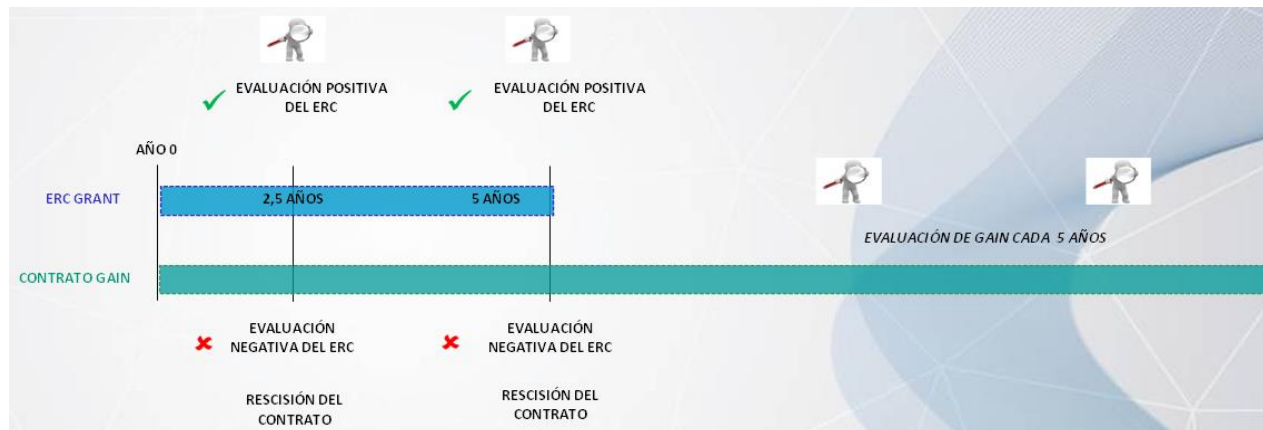 EVALUACIÓN POSITIVA
DEL ERC
EVALUACIÓN POSITIVA
DEL ERC
AÑO 0
ERC GRANT
2,5 AÑOS
5 AÑOS
EVALUACIÓN DE GAIN CADA 5 AÑOS
CONTRATO GAIN
EVALUACIÓN
NEGATIVA DEL ERC
EVALUACIÓN
NEGATIVA DEL ERC
RESCISIÓN DEL
CONTRATO
RESCISIÓN DEL
CONTRATO